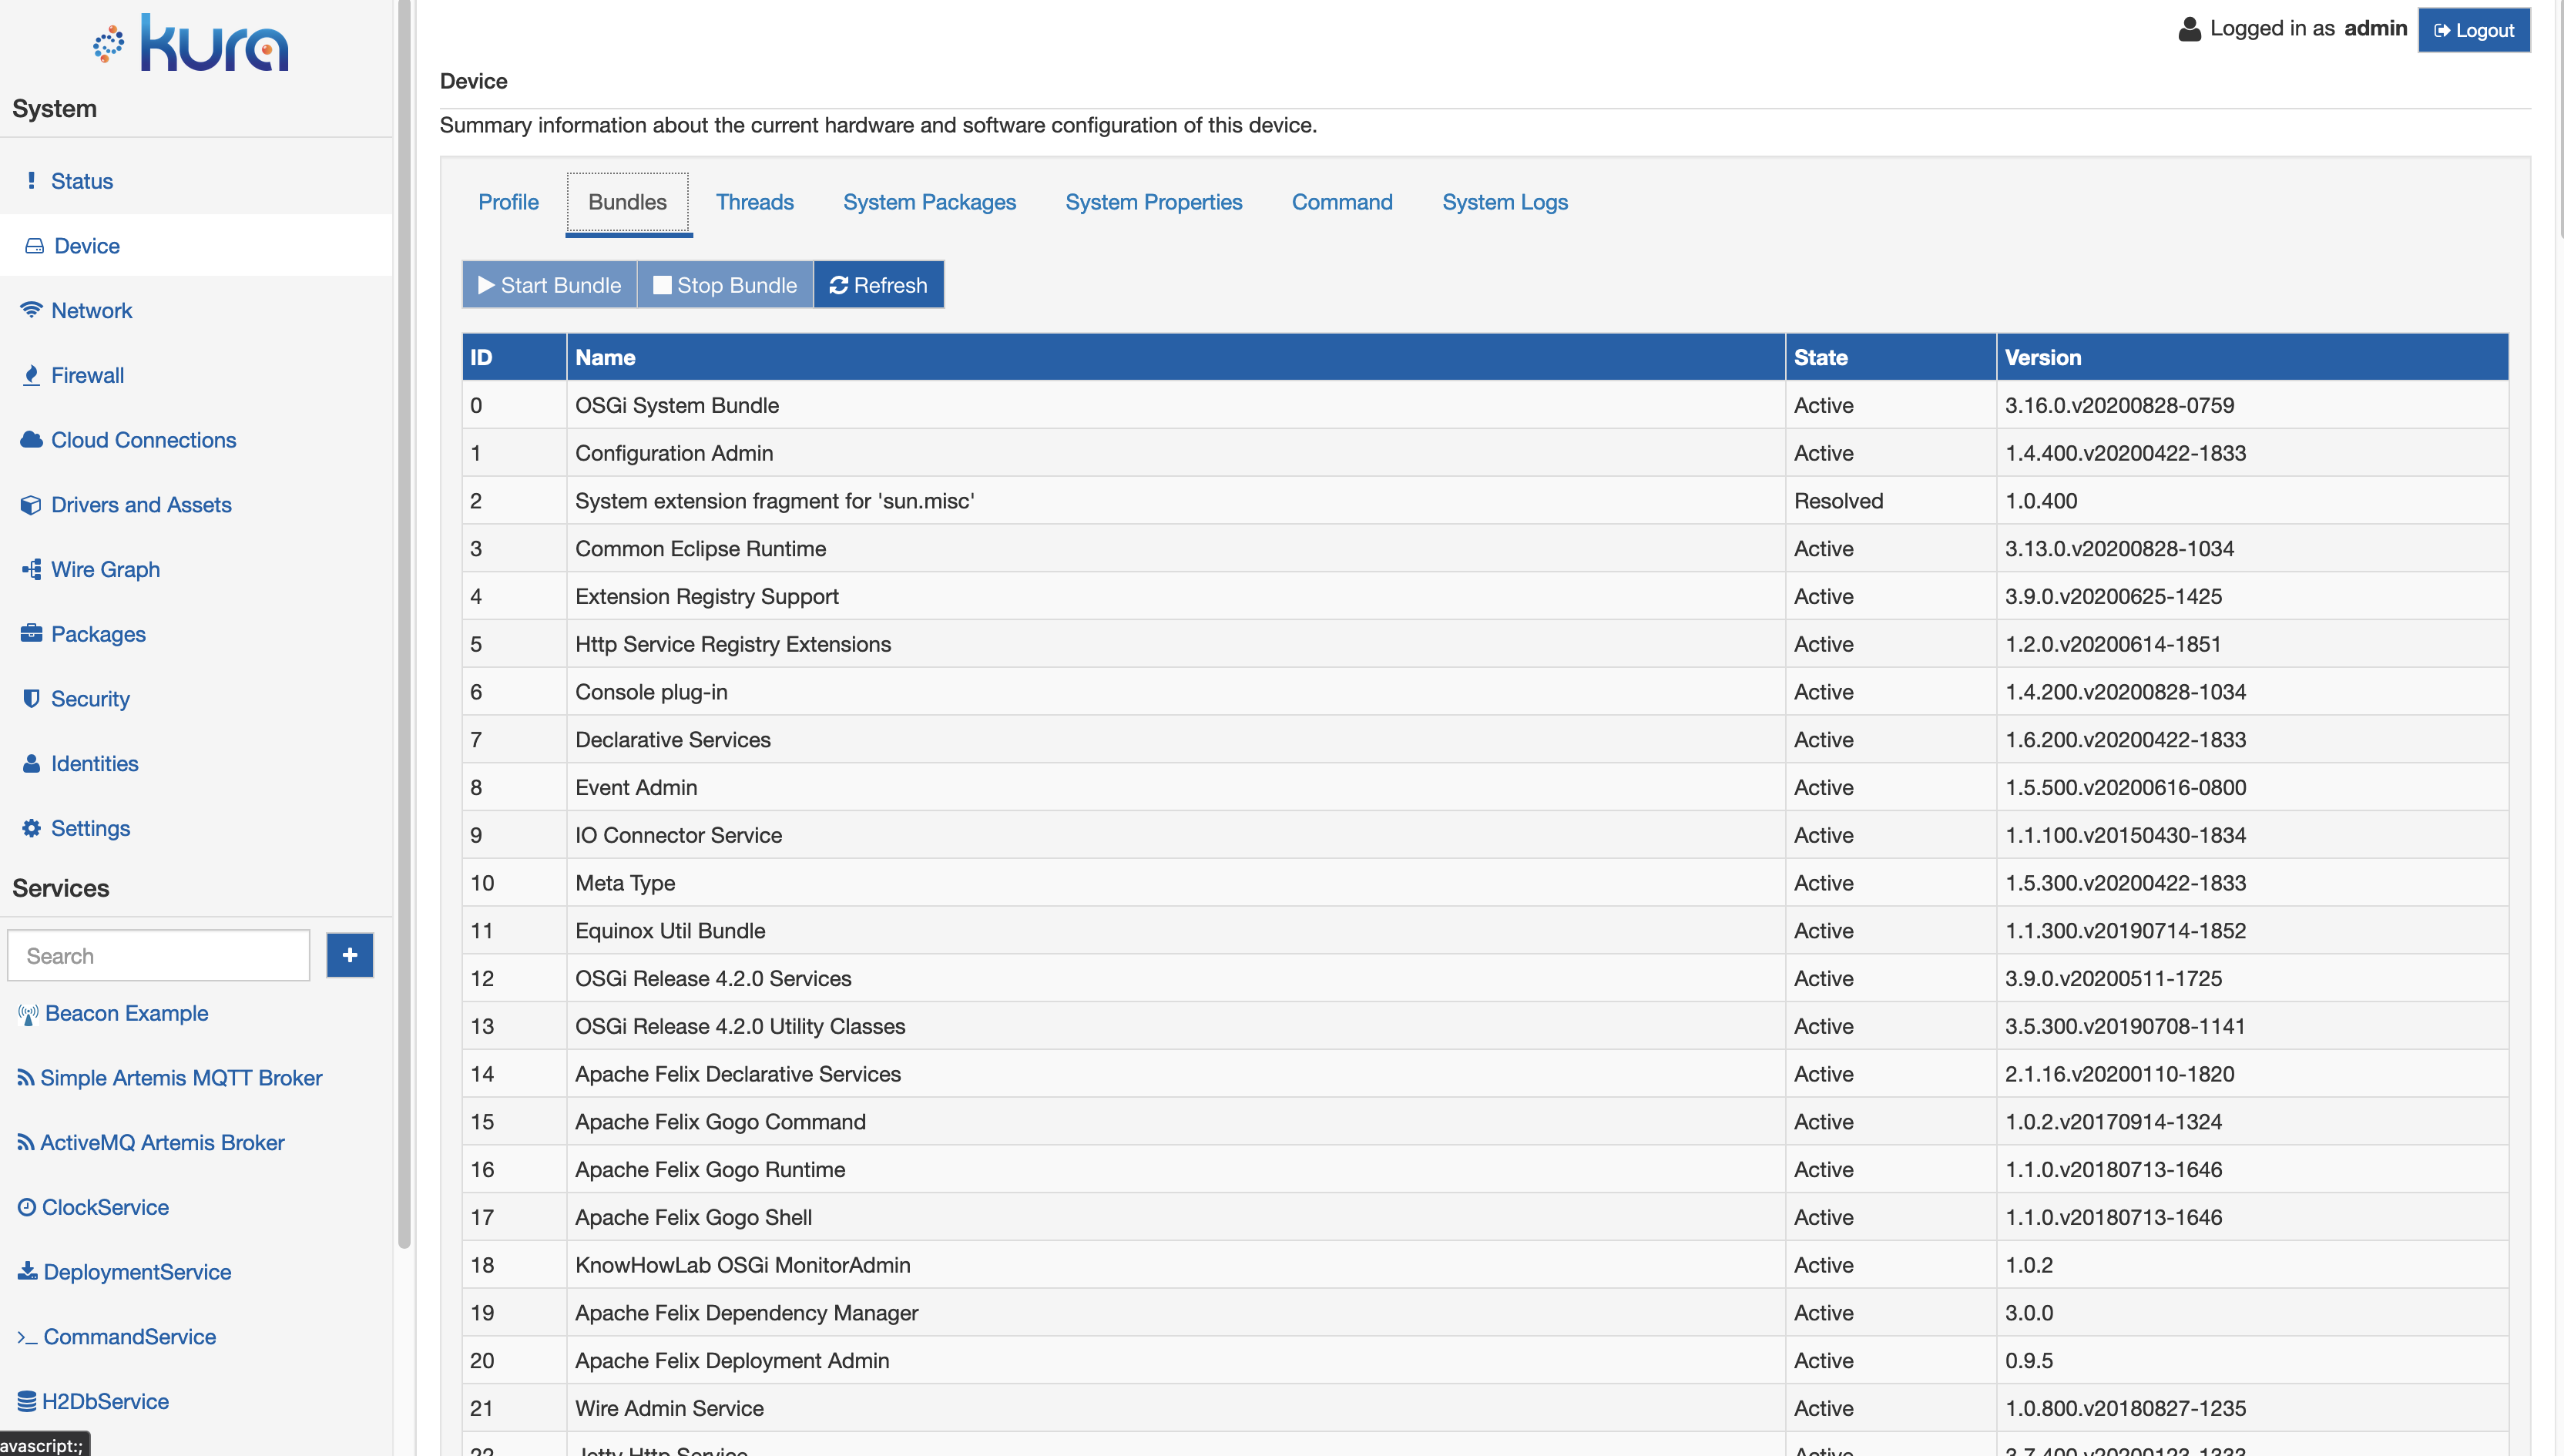 kura
System
Status
Device
Network
Firewall
Cloud Connections
Drivers and Assets
Wire Graph
Packages
Security
Identities
Settings
Services
Search
Beacon Example
Simple Artemis MQTT Broker
ActiveMQ Artemis Broker
ClockService
DeploymentService
CommandService
H2DbService
avascript:;
Logged in as admin Logout
Device
Summary information about the current hardware and software configuration of this device.
Profile Bundles Threads System Packages System Properties Command System Logs
Start Bundle Stop Bundle Refresh
ID Name State Version
0 OSGi System Bundle Active 3.16.0.v20200828-0759
1 Configuration Admin Active 1.4.400.v20200422-1833
2 System extension fragment for 'sun.misc' Resolved 1.0.400
3 Common Eclipse Runtime Active 3.13.0.v20200828-1034
4 Extension Registry Support Active 3.9.0.v20200625-1425
5 Http Service Registry Extensions Active 1.2.0.v20200614-1851
6 Console plug-in Active 1.4.200.v20200828-1034
7 Declarative Services Active 1.6.200.v20200422-1833
8 Event Admin Active 1.5.500.v20200616-0800
9 IO Connector Service Active 1.1.100.v20150430-1834
10 Meta Type Active 1.5.300.v20200422-1833
11 Equinox Util Bundle Active 1.1.300.v20190714-1852
12 OSGi Release 4.2.0 Services Active 3.9.0.v20200511-1725
13 OSGi Release 4.2.0 Utility Classes Active 3.5.300.v20190708-1141
14 Apache Felix Declarative Services Active 2.1.16.v20200110-1820
15 Apache Felix Gogo Command Active 1.0.2.v20170914-1324
16 Apache Felix Gogo Runtime Active 1.1.0.v20180713-1646
17 Apache Felix Gogo Shell Active 1.1.0.v20180713-1646
18 KnowHowLab OSGi MonitorAdmin Active 1.0.2
19 Apache Felix Dependency Manager Active 3.0.0
20 Apache Felix Deployment Admin Active 0.9.5
21 Wire Admin Service Active 1.0.800.v20180827-1235
22 Jetty Http Service Active 3.7.400.v20200123-1333